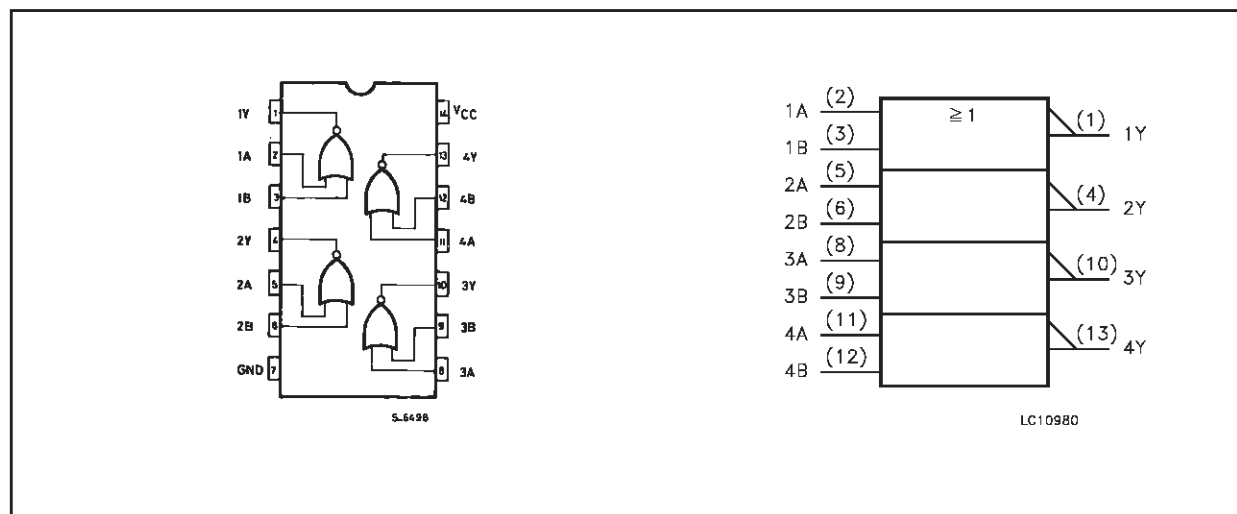 1Y 1 14 VCC
1A 2 13 4Y
1B 3 12 4B
2Y 4 11 4A
2A 5 10 3Y
2B 6 9 3B
GND 7 8 3A
S-6498
1A (2) ≧ 1 (1) 1Y
1B (3)
2A (5) (4) 2Y
2B (6)
3A (8) (10) 3Y
3B (9)
4A (11) (13) 4Y
4B (12)
LC10980